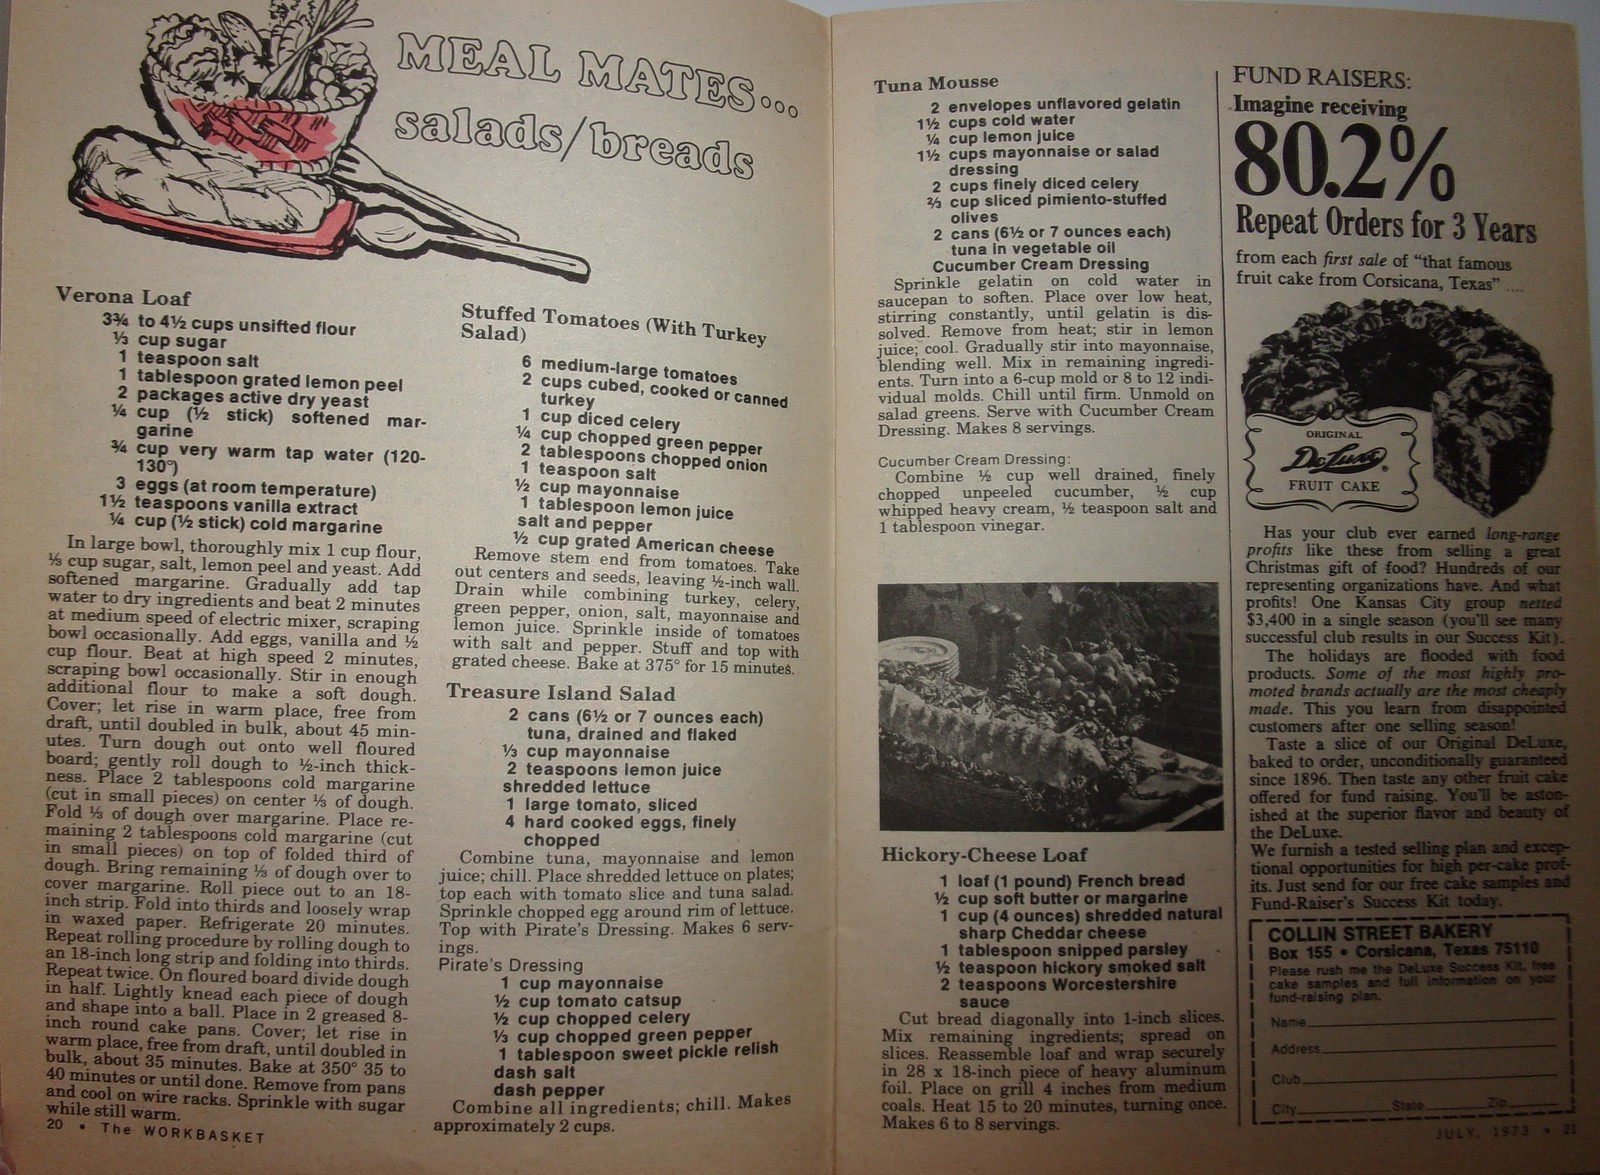 MEAL MATES...
salads/breads
Verona Loaf
3¾ to 4½ cups unsifted flour
⅓ cup sugar
1 teaspoon salt
1 tablespoon grated lemon peel
2 packages active dry yeast
¼ cup (½ stick) softened mar-
garine
¾ cup very warm tap water (120-
130°)
3 eggs (at room temperature)
1½ teaspoons vanilla extract
¼ cup (½ stick) cold margarine
In large bowl, thoroughly mix 1 cup flour,
⅓ cup sugar, salt, lemon peel and yeast. Add
softened margarine. Gradually add tap
water to dry ingredients and beat 2 minutes
at medium speed of electric mixer, scraping
bowl occasionally. Add eggs, vanilla and ½
cup flour. Beat at high speed 2 minutes,
scraping bowl occasionally. Stir in enough
additional flour to make a soft dough.
Cover; let rise in warm place, free from
draft, until doubled in bulk, about 45 min-
utes. Turn dough out onto well floured
board; gently roll dough to ½-inch thick-
ness. Place 2 tablespoons cold margarine
(cut in small pieces) on center ⅓ of dough.
Fold ⅓ of dough over margarine. Place re-
maining 2 tablespoons cold margarine (cut
in small pieces) on top of folded third of
dough. Bring remaining ⅓ of dough over to
cover margarine. Roll piece out to an 18-
inch strip. Fold into thirds and loosely wrap
in waxed paper. Refrigerate 20 minutes.
Repeat rolling procedure by rolling dough to
an 18-inch long strip and folding into thirds.
Repeat twice. On floured board divide dough
in half. Lightly knead each piece of dough
and shape into a ball. Place in 2 greased 8-
inch round cake pans. Cover; let rise in
warm place, free from draft, until doubled in
bulk, about 35 minutes. Bake at 350° 35 to
40 minutes or until done. Remove from pans
and cool on wire racks. Sprinkle with sugar
while still warm.
20 • The WORKBASKET
Stuffed Tomatoes (With Turkey
Salad)
6 medium-large tomatoes
2 cups cubed, cooked or canned
turkey
1 cup diced celery
¼ cup chopped green pepper
2 tablespoons chopped onion
1 teaspoon salt
½ cup mayonnaise
1 tablespoon lemon juice
salt and pepper
½ cup grated American cheese
Remove stem end from tomatoes. Take
out centers and seeds, leaving ½-inch wall.
Drain while combining turkey, celery,
green pepper, onion, salt, mayonnaise and
lemon juice. Sprinkle inside of tomatoes
with salt and pepper. Stuff and top with
grated cheese. Bake at 375° for 15 minutes.
Treasure Island Salad
2 cans (6½ or 7 ounces each)
tuna, drained and flaked
⅓ cup mayonnaise
2 teaspoons lemon juice
shredded lettuce
1 large tomato, sliced
4 hard cooked eggs, finely
chopped
Combine tuna, mayonnaise and lemon
juice; chill. Place shredded lettuce on plates;
top each with tomato slice and tuna salad.
Sprinkle chopped egg around rim of lettuce.
Top with Pirate's Dressing. Makes 6 serv-
ings.
Pirate's Dressing
1 cup mayonnaise
½ cup tomato catsup
½ cup chopped celery
⅓ cup chopped green pepper
1 tablespoon sweet pickle relish
dash salt
dash pepper
Combine all ingredients; chill. Makes
approximately 2 cups.
Tuna Mousse
2 envelopes unflavored gelatin
1½ cups cold water
¼ cup lemon juice
1½ cups mayonnaise or salad
dressing
2 cups finely diced celery
⅔ cup sliced pimiento-stuffed
olives
2 cans (6½ or 7 ounces each)
tuna in vegetable oil
Cucumber Cream Dressing
Sprinkle gelatin on cold water in
saucepan to soften. Place over low heat,
stirring constantly, until gelatin is dis-
solved. Remove from heat; stir in lemon
juice; cool. Gradually stir into mayonnaise,
blending well. Mix in remaining ingredi-
ents. Turn into a 6-cup mold or 8 to 12 indi-
vidual molds. Chill until firm. Unmold on
salad greens. Serve with Cucumber Cream
Dressing. Makes 8 servings.
Cucumber Cream Dressing:
Combine ½ cup well drained, finely
chopped unpeeled cucumber, ½ cup
whipped heavy cream, ½ teaspoon salt and
1 tablespoon vinegar.
Hickory-Cheese Loaf
1 loaf (1 pound) French bread
½ cup soft butter or margarine
1 cup (4 ounces) shredded natural
sharp Cheddar cheese
1 tablespoon snipped parsley
½ teaspoon hickory smoked salt
2 teaspoons Worcestershire
sauce
Cut bread diagonally into 1-inch slices.
Mix remaining ingredients; spread on
slices. Reassemble loaf and wrap securely
in 28 x 18-inch piece of heavy aluminum
foil. Place on grill 4 inches from medium
coals. Heat 15 to 20 minutes, turning once.
Makes 6 to 8 servings.
FUND RAISERS:
Imagine receiving
80.2%
Repeat Orders for 3 Years
from each first sale of "that famous
fruit cake from Corsicana, Texas" ....
ORIGINAL
DeLuxe®
FRUIT CAKE
Has your club ever earned long-range
profits like these from selling a great
Christmas gift of food? Hundreds of our
representing organizations have. And what
profits! One Kansas City group netted
$3,400 in a single season (you'll see many
successful club results in our Success Kit).
The holidays are flooded with food
products. Some of the most highly pro-
moted brands actually are the most cheaply
made. This you learn from disappointed
customers after one selling season!
Taste a slice of our Original DeLuxe,
baked to order, unconditionally guaranteed
since 1896. Then taste any other fruit cake
offered for fund raising. You'll be aston-
ished at the superior flavor and beauty of
the DeLuxe.
We furnish a tested selling plan and excep-
tional opportunities for high per-cake prof-
its. Just send for our free cake samples and
Fund-Raiser's Success Kit today.
COLLIN STREET BAKERY
Box 155 • Corsicana, Texas 75110
Please rush me the DeLuxe Success Kit, free
cake samples and full information on your
fund-raising plan.
Name
Address
Club
City State Zip
JULY, 1973 • 21